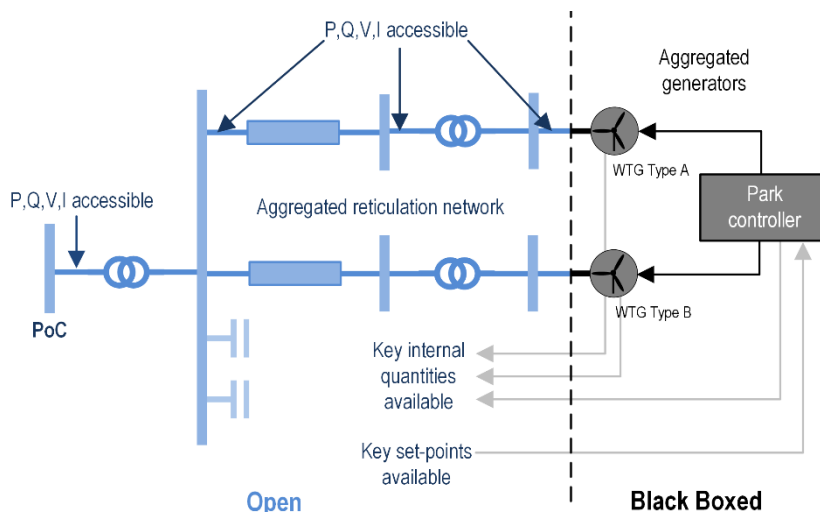 P,Q,V,I accessible
Aggregated
generators
WTG Type A
Park
controller
P,Q,V,I accessible
Aggregated reticulation network
PoC
WTG Type B
Key internal
quantities
available
Key set-points
available
Open
Black Boxed